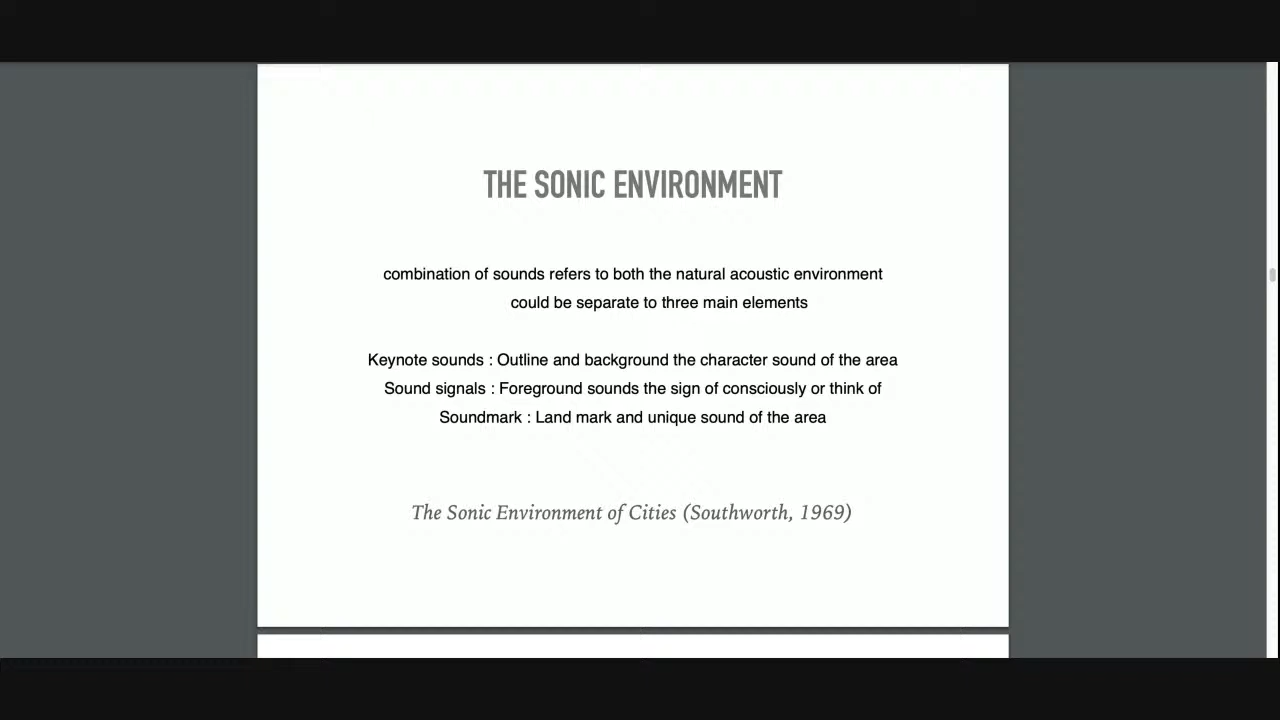 THE SONIC ENVIRONMENT
combination of sounds refers to both the natural acoustic environment
could be separate to three main elements
Keynote sounds : Outline and background the character sound of the area
Sound signals : Foreground sounds the sign of consciously or think of
Soundmark : Land mark and unique sound of the area
The Sonic Environment of Cities (Southworth, 1969)